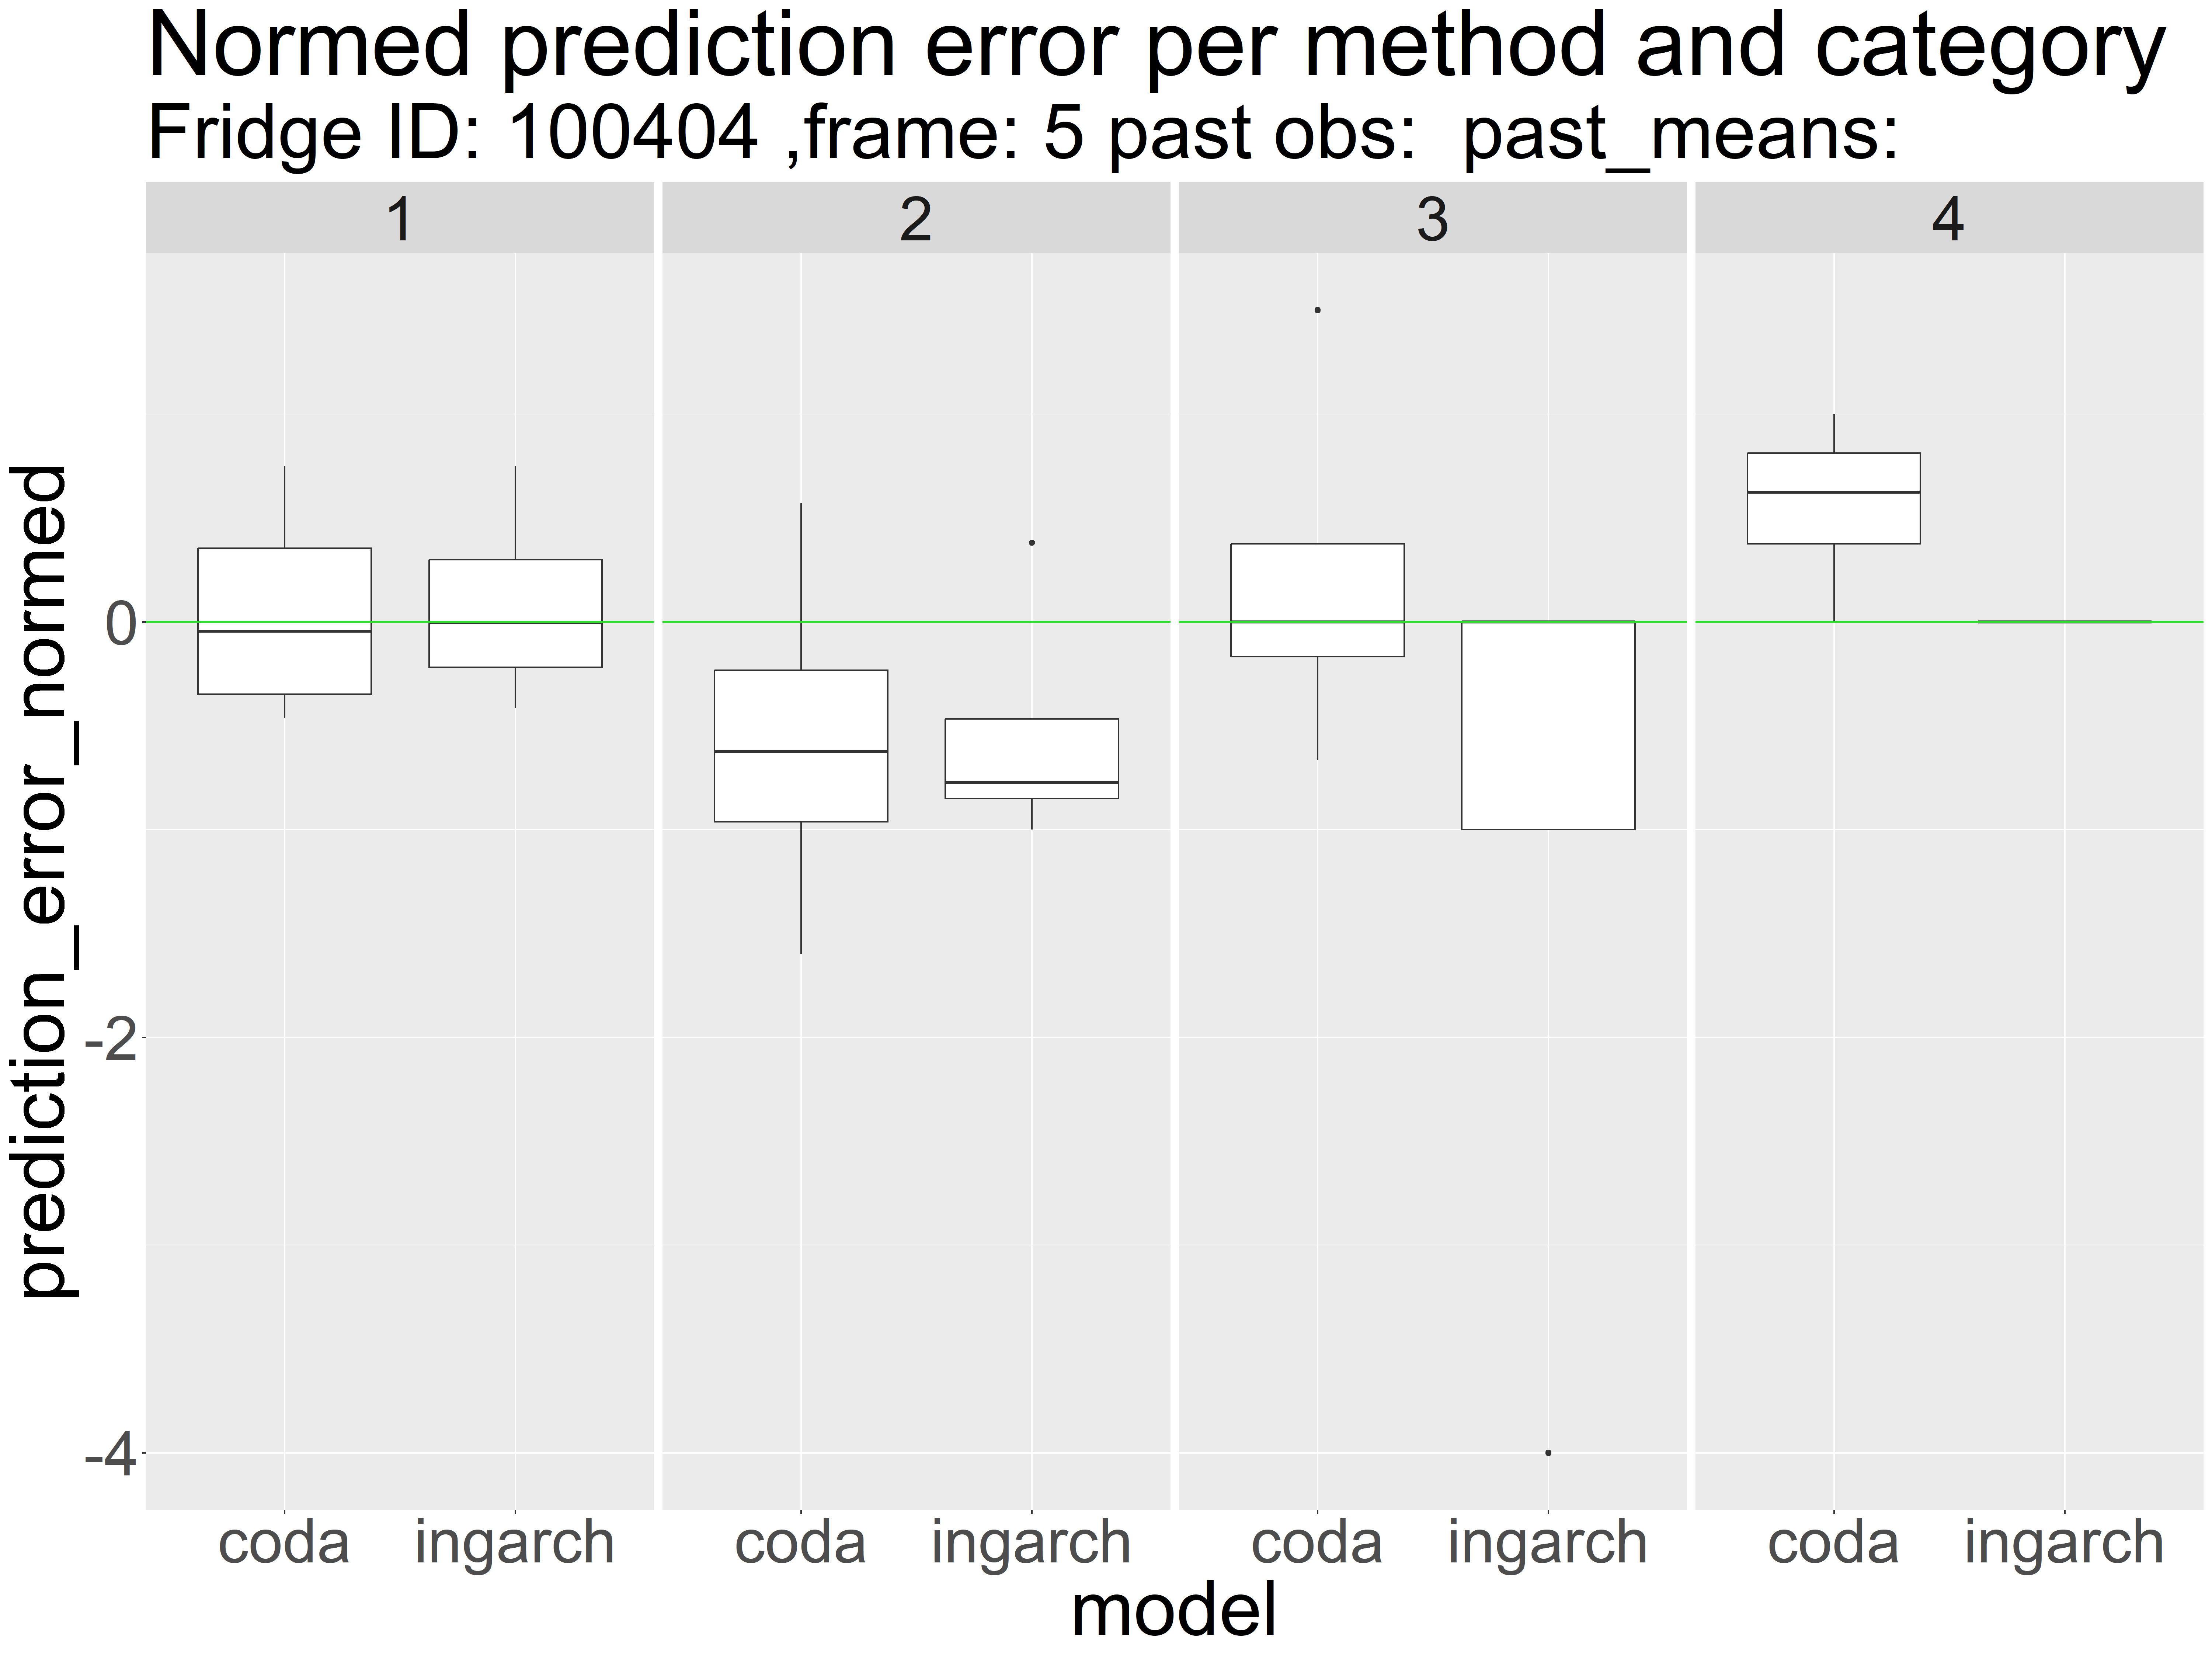 Normed prediction error per method and category
Fridge ID: 100404 ,frame: 5 past obs:  past_means:
1 2 3 4
prediction_error_normed
0
-2
-4
coda ingarch coda ingarch coda ingarch coda ingarch
model